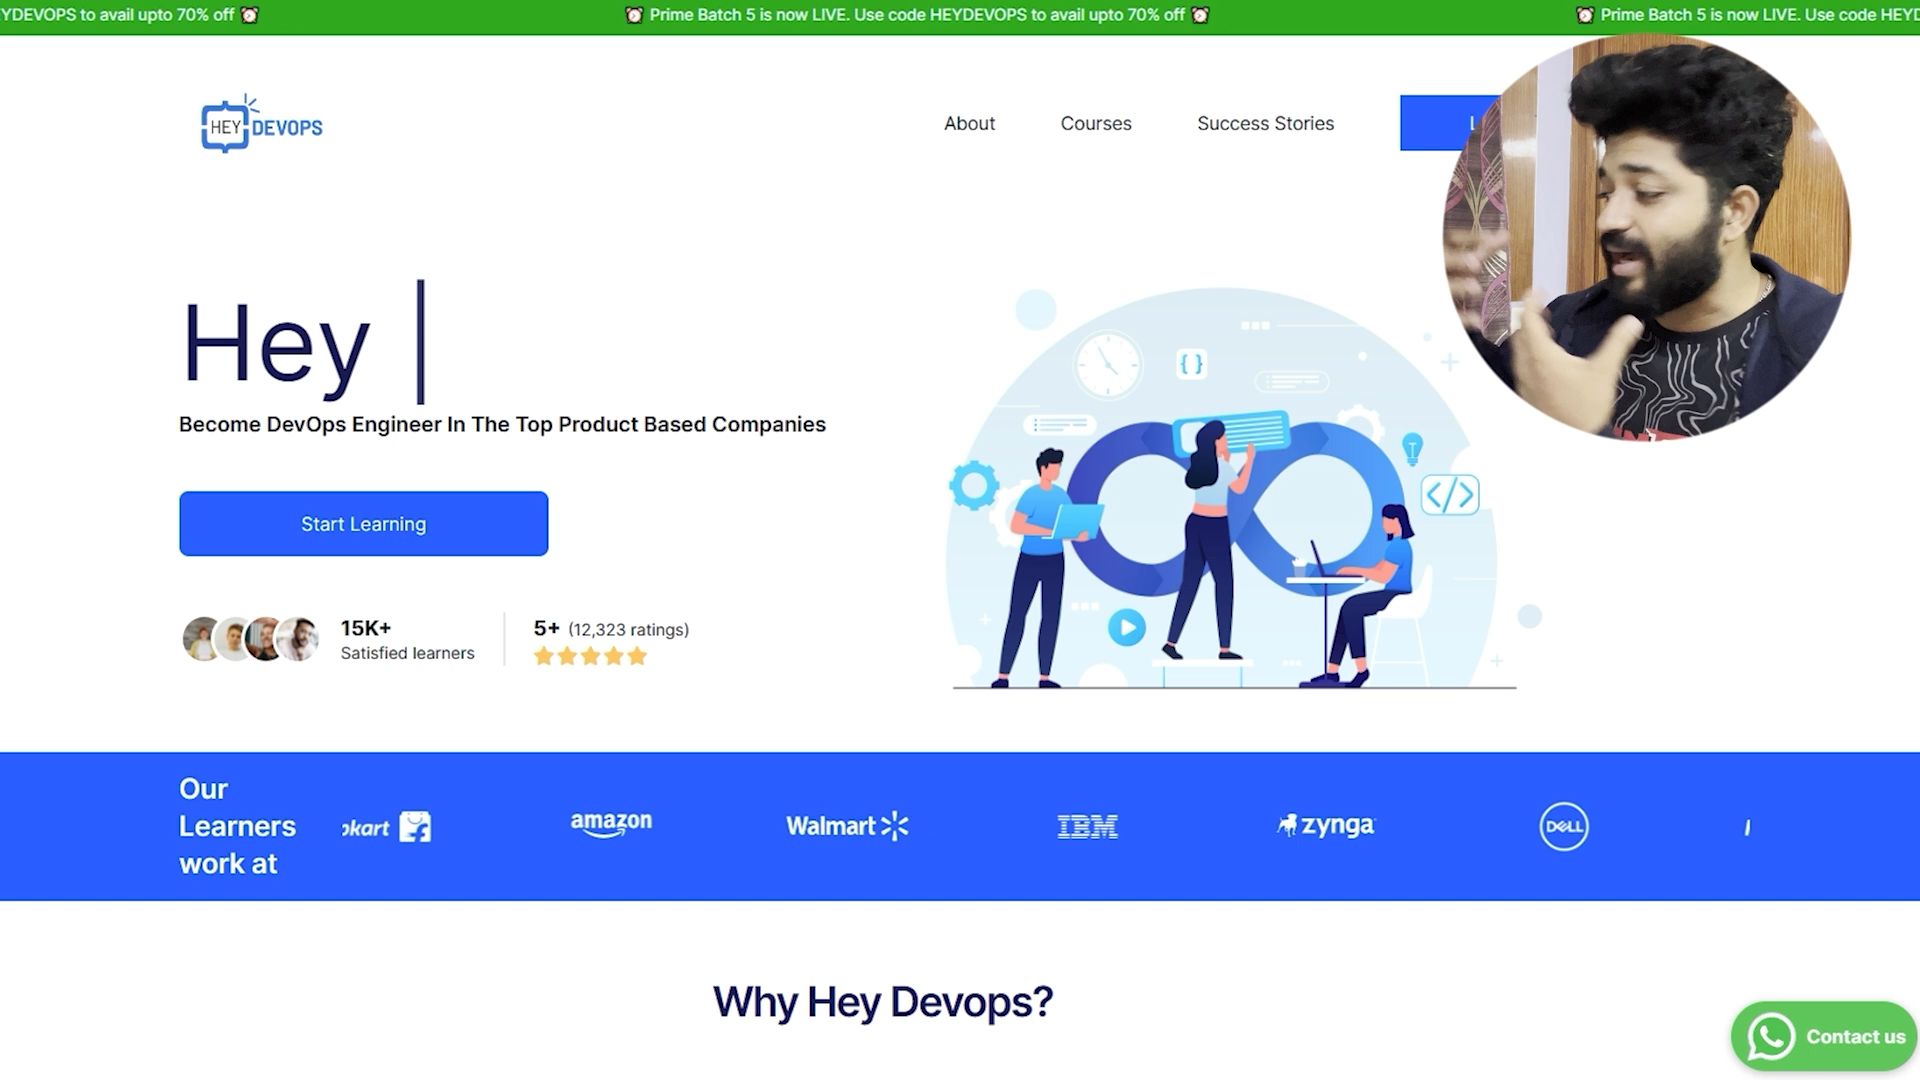 YDEVOPS to avail upto 70% off
Prime Batch 5 is now LIVE. Use code HEYDEVOPS to avail upto 70% off
Prime Batch 5 is now LIVE. Use code HEYD
HEY DEVOPS
About
Courses
Success Stories
L
Hey
Become DevOps Engineer In The Top Product Based Companies
Start Learning
15K+
Satisfied learners
5+ (12,323 ratings)
Our
Learners
work at
okart
amazon
Walmart
IBM
zynga
DELL
Why Hey Devops?
Contact us